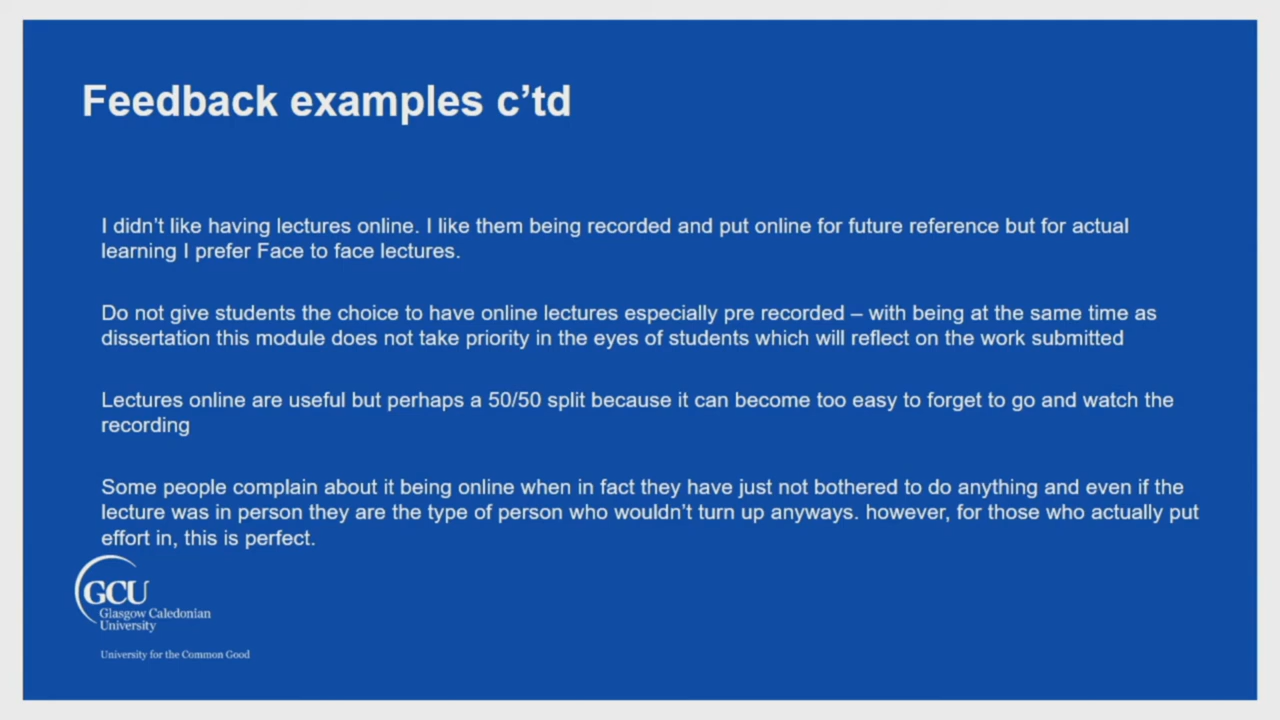 Feedback examples c’td
I didn’t like having lectures online. I like them being recorded and put online for future reference but for actual
learning I prefer Face to face lectures.
Do not give students the choice to have online lectures especially pre recorded – with being at the same time as
dissertation this module does not take priority in the eyes of students which will reflect on the work submitted
Lectures online are useful but perhaps a 50/50 split because it can become too easy to forget to go and watch the
recording
Some people complain about it being online when in fact they have just not bothered to do anything and even if the
lecture was in person they are the type of person who wouldn’t turn up anyways. however, for those who actually put
effort in, this is perfect.
GCU
Glasgow Caledonian
University
University for the Common Good